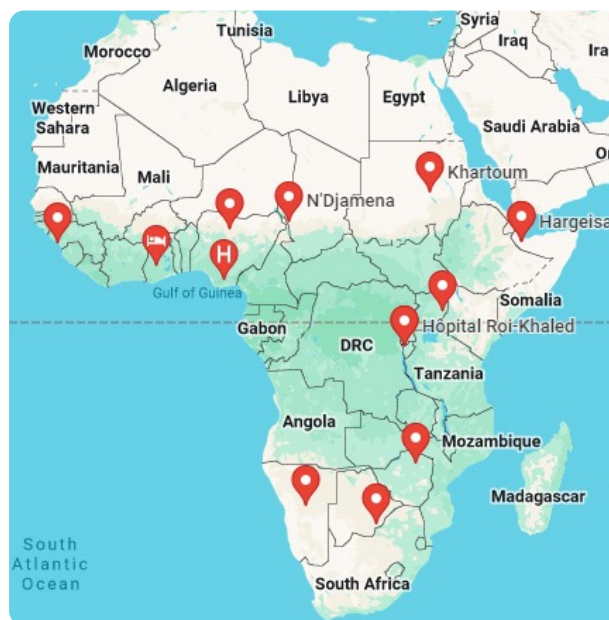 Tunisia
Syria
Morocco
Iraq
Ira
Algeria
Libya
Egypt
Western
Sahara
Saudi Arabia
Mauritania
Mali
O
Khartoum
N'Djamena
Hargeisa
H
Gulf of Guinea
Somalia
Gabon
Hôpital Roi-Khaled
DRC
Tanzania
Angola
Mozambique
Madagascar
South
Atlantic
Ocean
South Africa